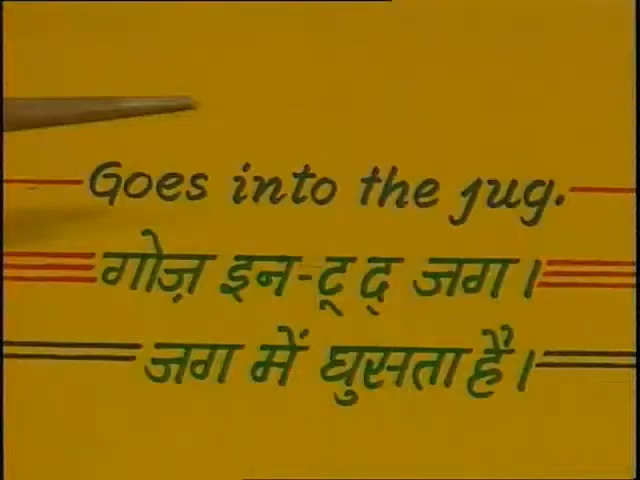 Goes into the jug.
गोज़ इन-टू द् जग।
जग में घुसता है।